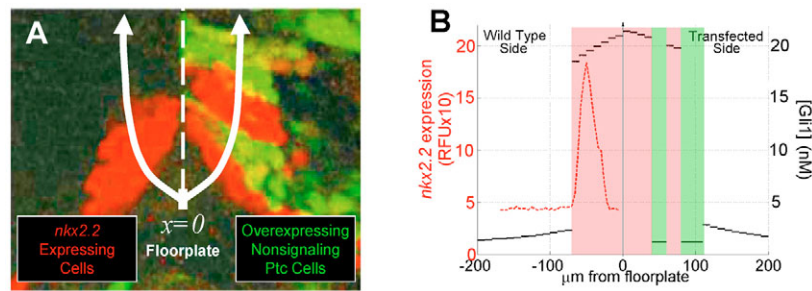 A
x=0
Floorplate
nkx2.2
Expressing
Cells
Overexpressing
Nonsignaling
Ptc Cells
B
Wild Type
Side
Transfected
Side
nkx2.2 expression
(RFUx10)
20
15
10
5
0
[Gli1] (nM)
20
15
10
5
-200
-100
0
100
200
μm from floorplate